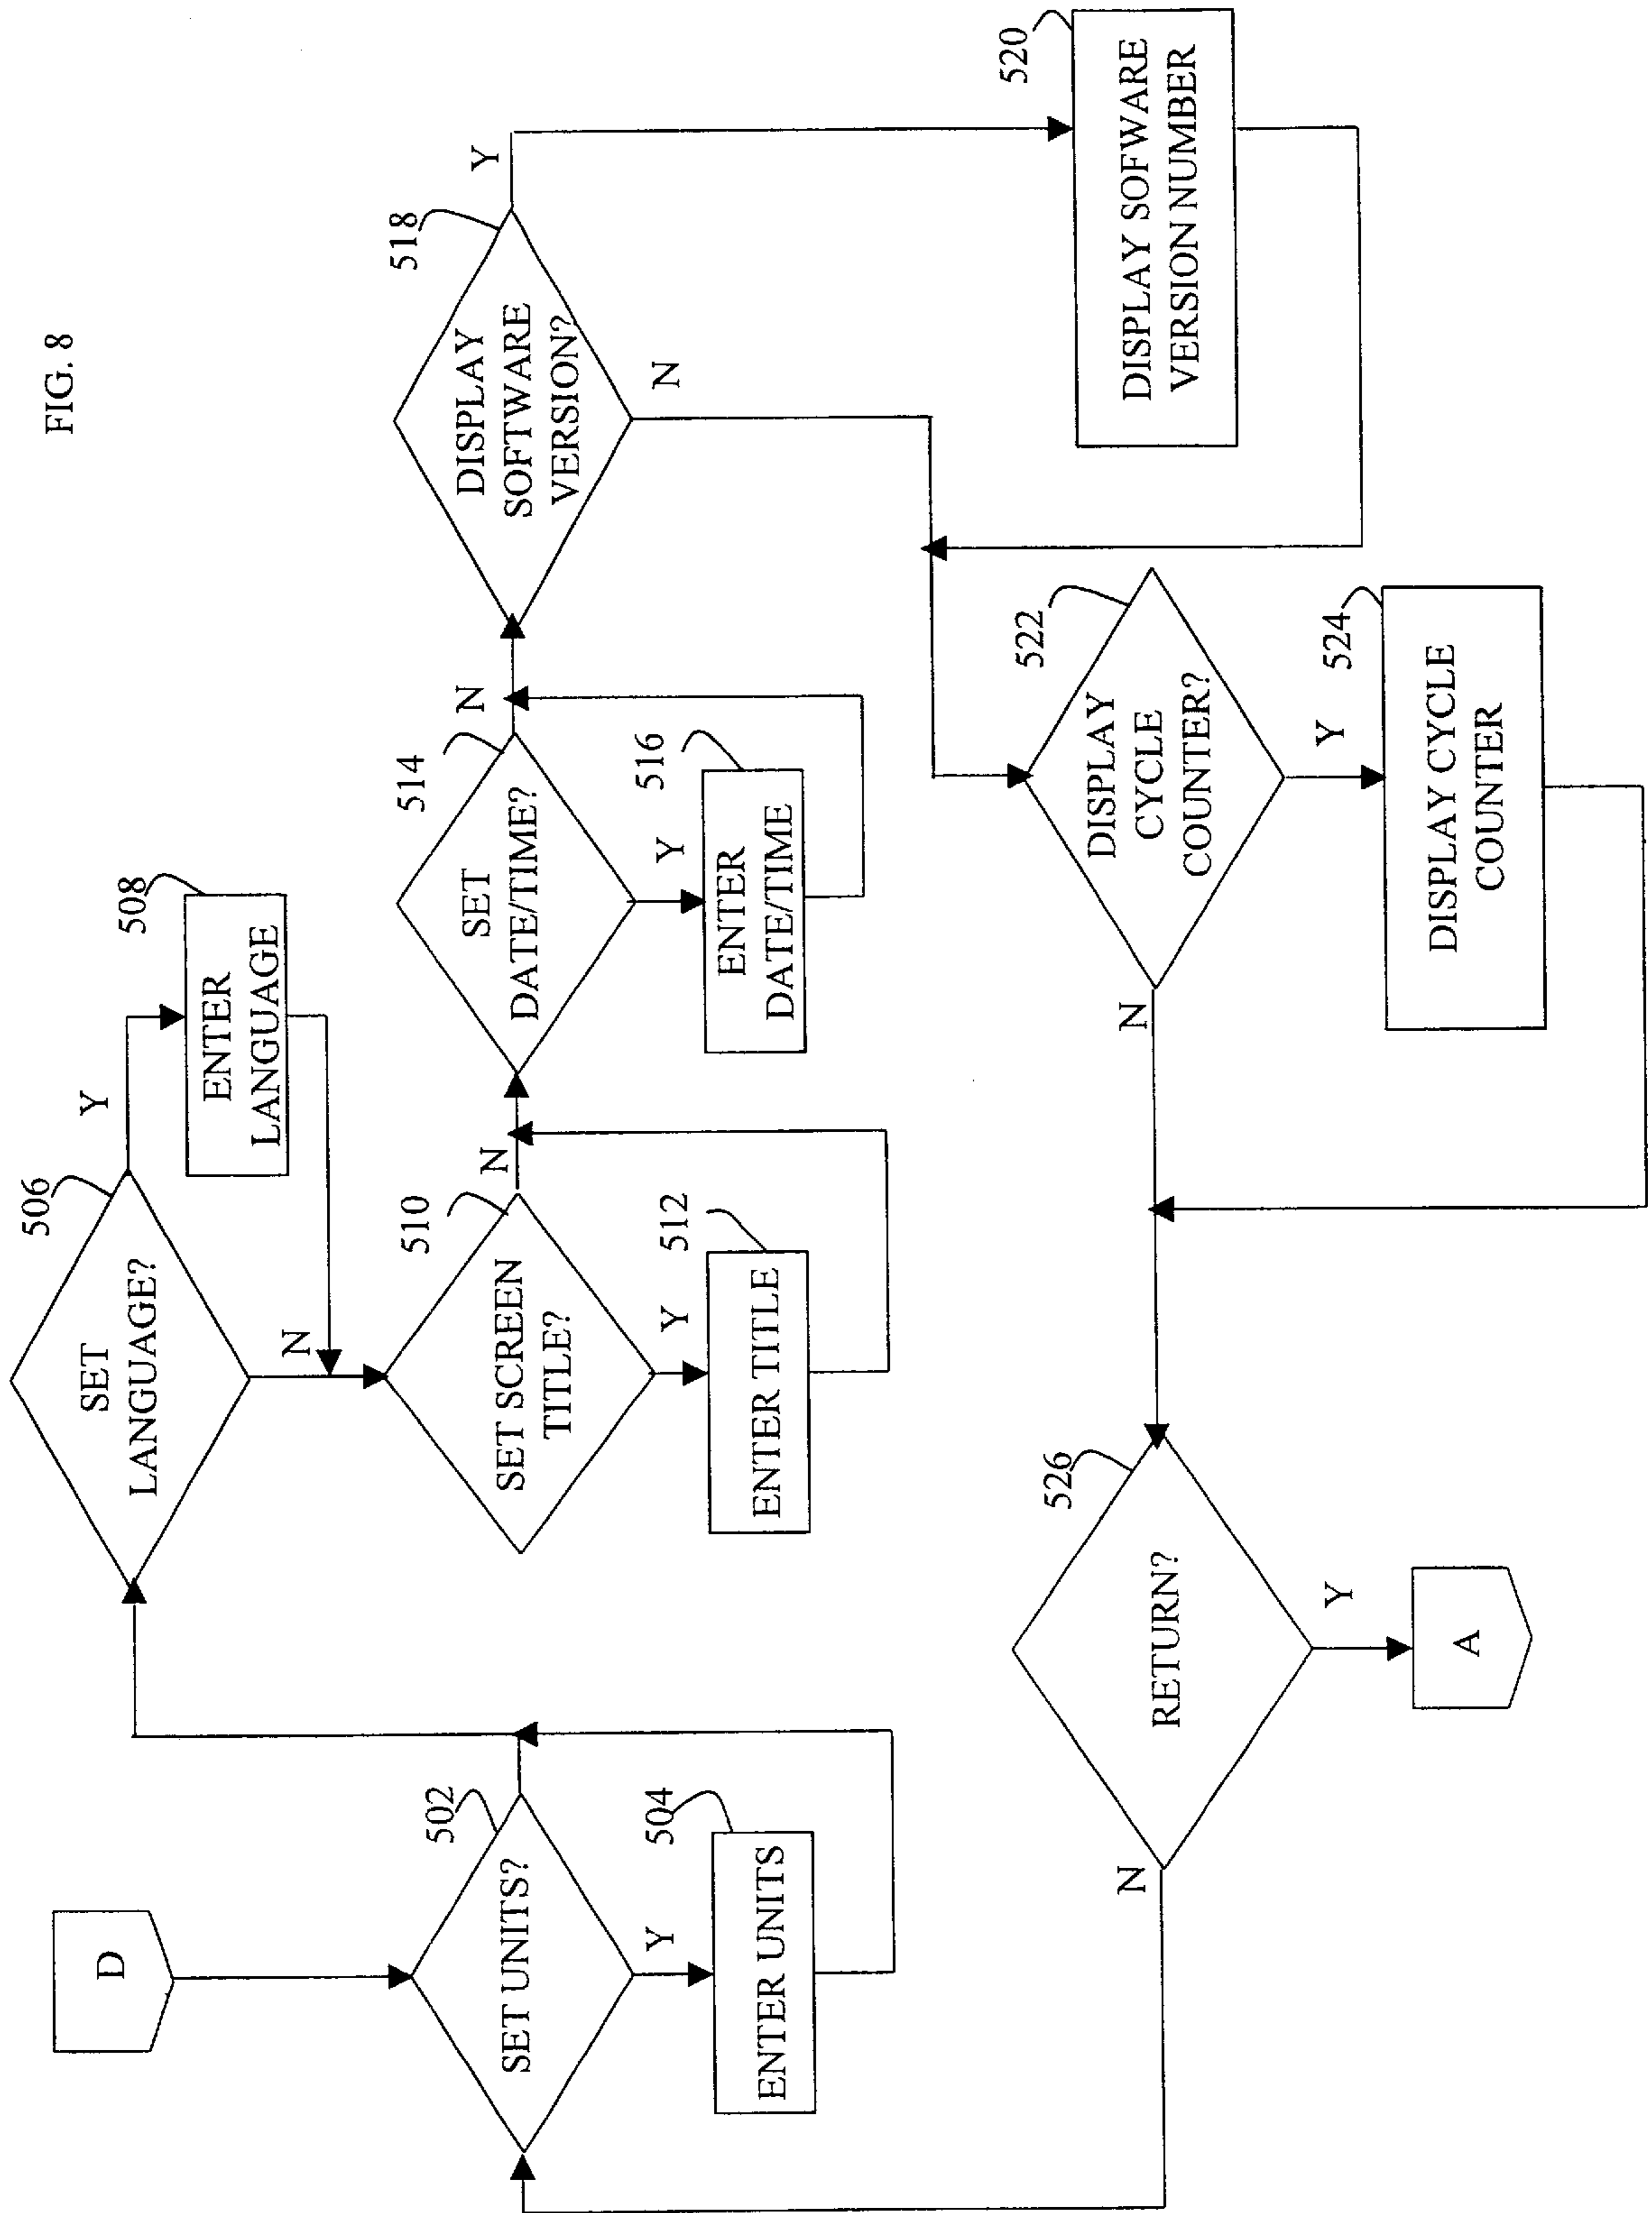 FIG. 8
D
502
SET UNITS?
Y
504
ENTER UNITS
506
SET
LANGUAGE?
Y
508
ENTER
LANGUAGE
N
510
SET SCREEN
TITLE?
N
Y
512
ENTER TITLE
514
SET
DATE/TIME?
N
Y
516
ENTER
DATE/TIME
518
DISPLAY
SOFTWARE
VERSION?
Y
N
520
DISPLAY SOFWARE
VERSION NUMBER
522
DISPLAY
CYCLE
COUNTER?
N
Y
524
DISPLAY CYCLE
COUNTER
526
RETURN?
N
Y
A